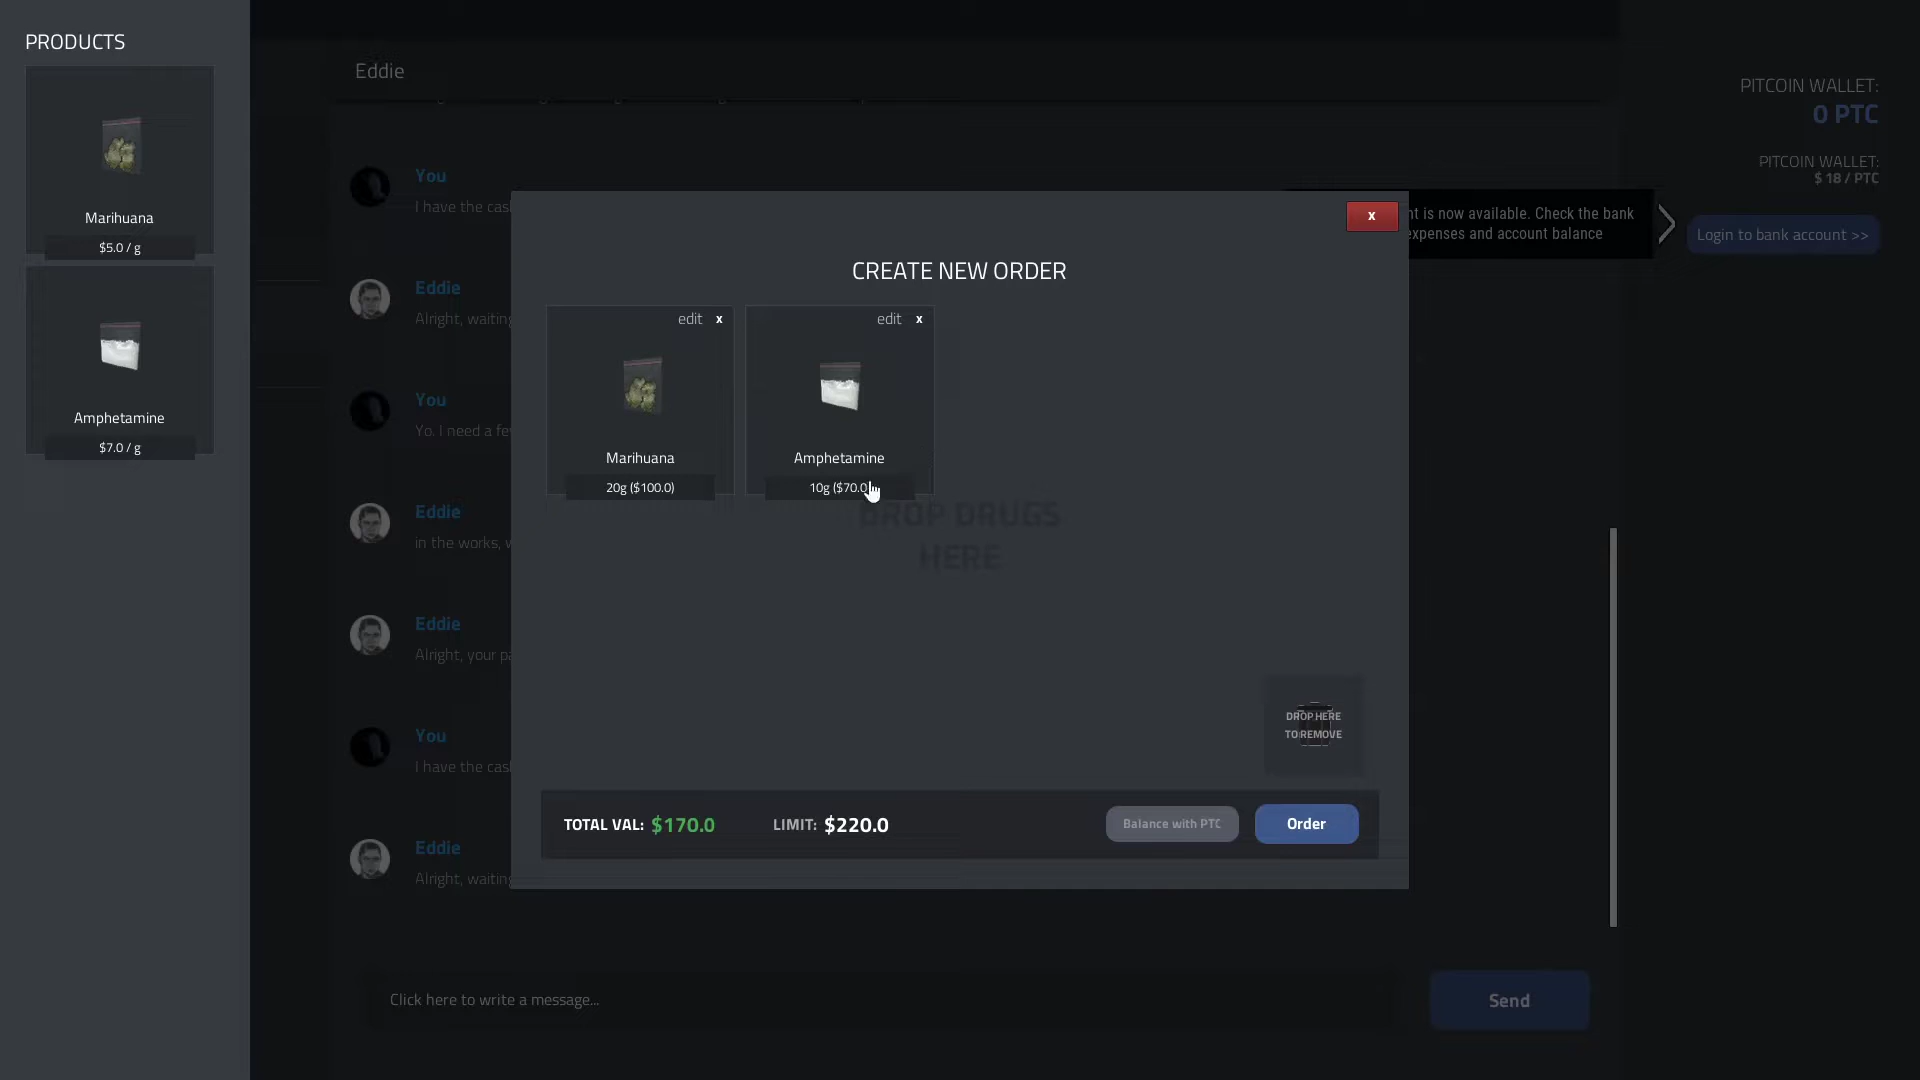 PRODUCTS
Marihuana
$5.0 / g
Amphetamine
$7.0 / g
Eddie
You
I have the cas
Eddie
Alright, waiting
You
Yo. I need a fe
Eddie
in the works, w
Eddie
Alright, your pa
You
I have the cas
Eddie
Alright, waiting
Click here to write a message...
Send
x
CREATE NEW ORDER
edit x
Marihuana
20g ($100.0)
edit x
Amphetamine
10g ($70.0
DROP DRUGS
HERE
DROP HERE
TO REMOVE
TOTAL VAL: $170.0
LIMIT: $220.0
Balance with PTC
Order
PITCOIN WALLET:
0 PTC
PITCOIN WALLET:
$ 18 / PTC
nt is now available. Check the bank
expenses and account balance
Login to bank account >>